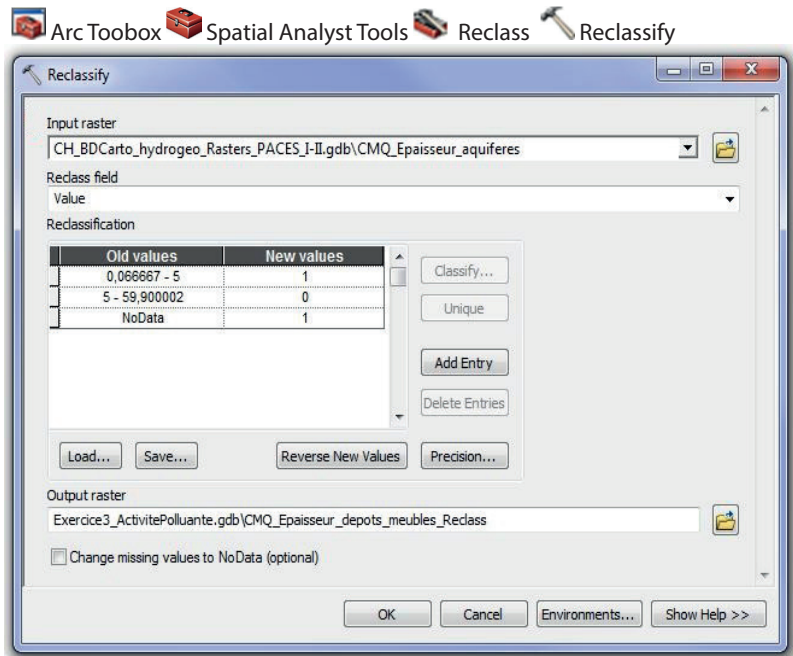 Arc Toobox Spatial Analyst Tools Reclass Reclassify
Reclassify
Input raster
CH_BDCarto_hydrogeo_Rasters_PACES_I-II.gdb\CMQ_Epaisseur_aquiferes
Reclass field
Value
Reclassification
Old values New values
0,066667 - 5 1
5 - 59,900002 0
NoData 1
Classify...
Unique
Add Entry
Delete Entries
Load... Save... Reverse New Values Precision...
Output raster
Exercice3_ActivitePolluante.gdb\CMQ_Epaisseur_depots_meubles_Reclass
Change missing values to NoData (optional)
OK Cancel Environments... Show Help >>